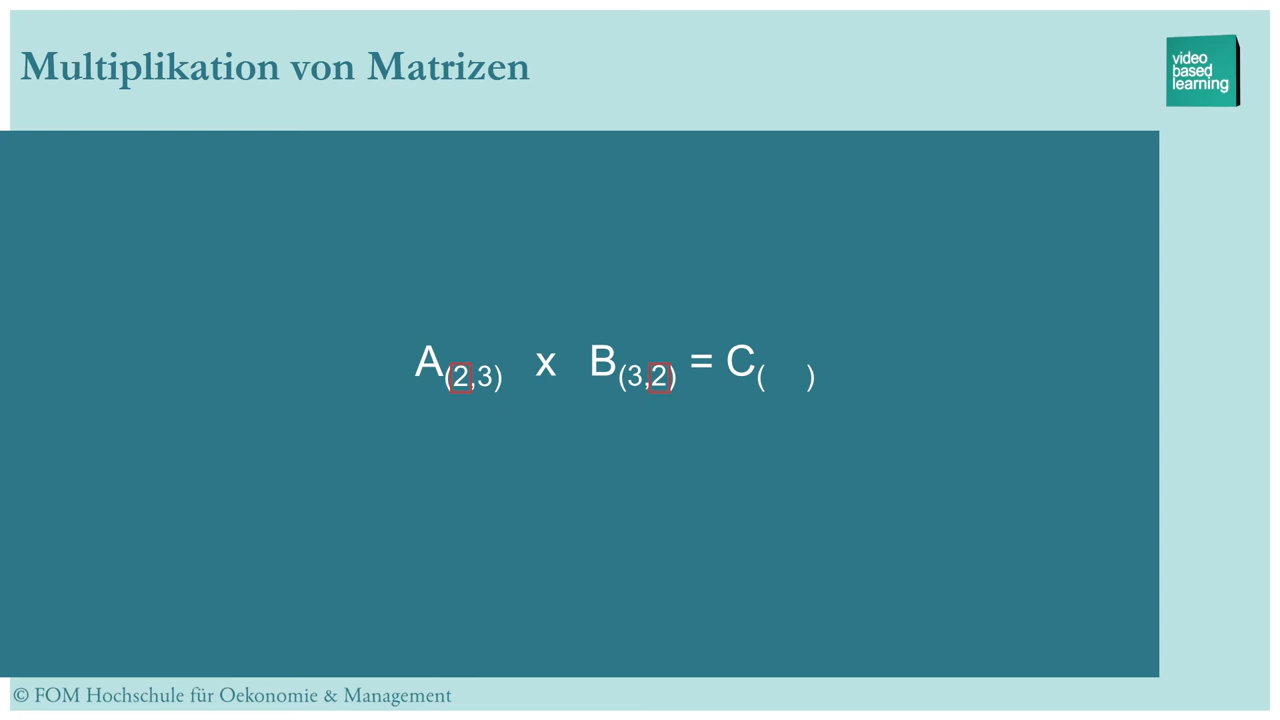 Multiplikation von Matrizen
video
based
learning
A(2,3) x B(3,2) = C( )
© FOM Hochschule für Oekonomie & Management